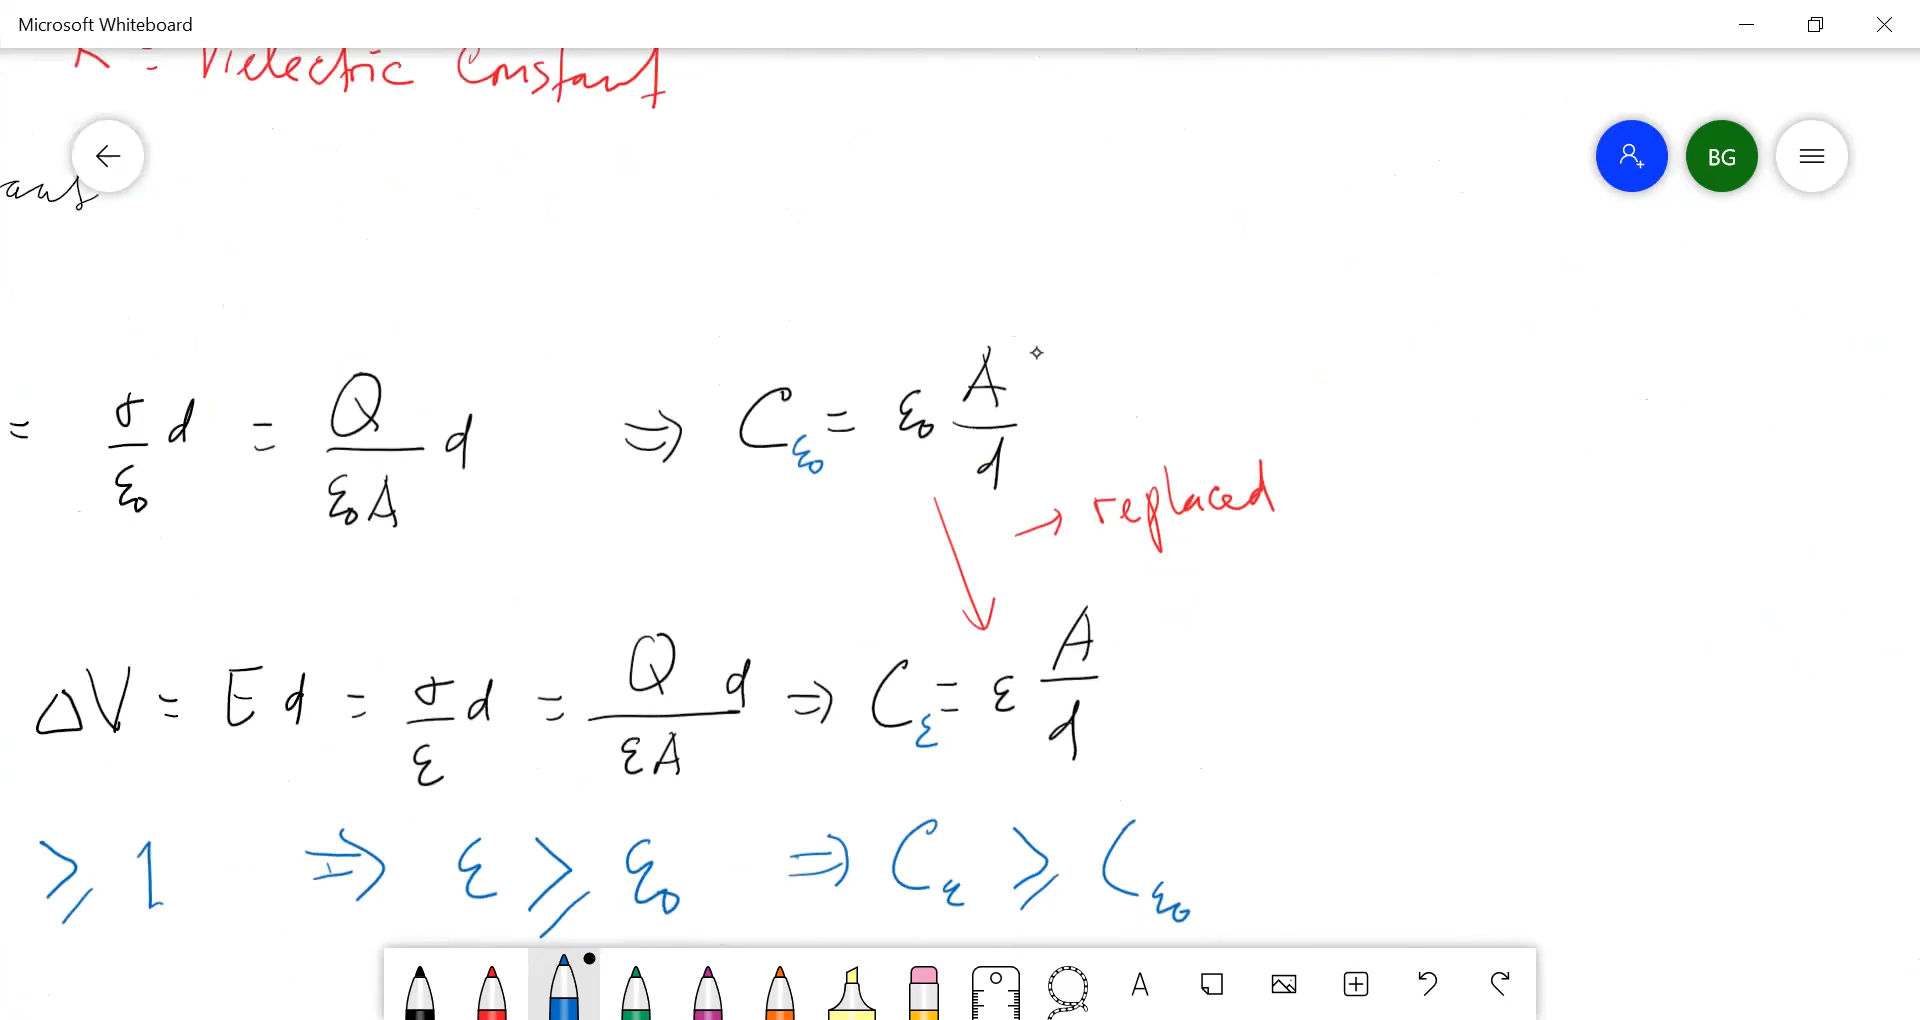 Microsoft Whiteboard
K = Dielectric Constant
BG
= σ/ε₀ d = Q/ε₀A d ⇒ C_ε₀ = ε₀ A/d
→ replaced
ΔV = E d = σ/ε d = Q d/εA ⇒ C_ε = ε A/d
≥ 1 ⇒ ε ≥ ε₀ ⇒ C_ε ≥ C_ε₀
A